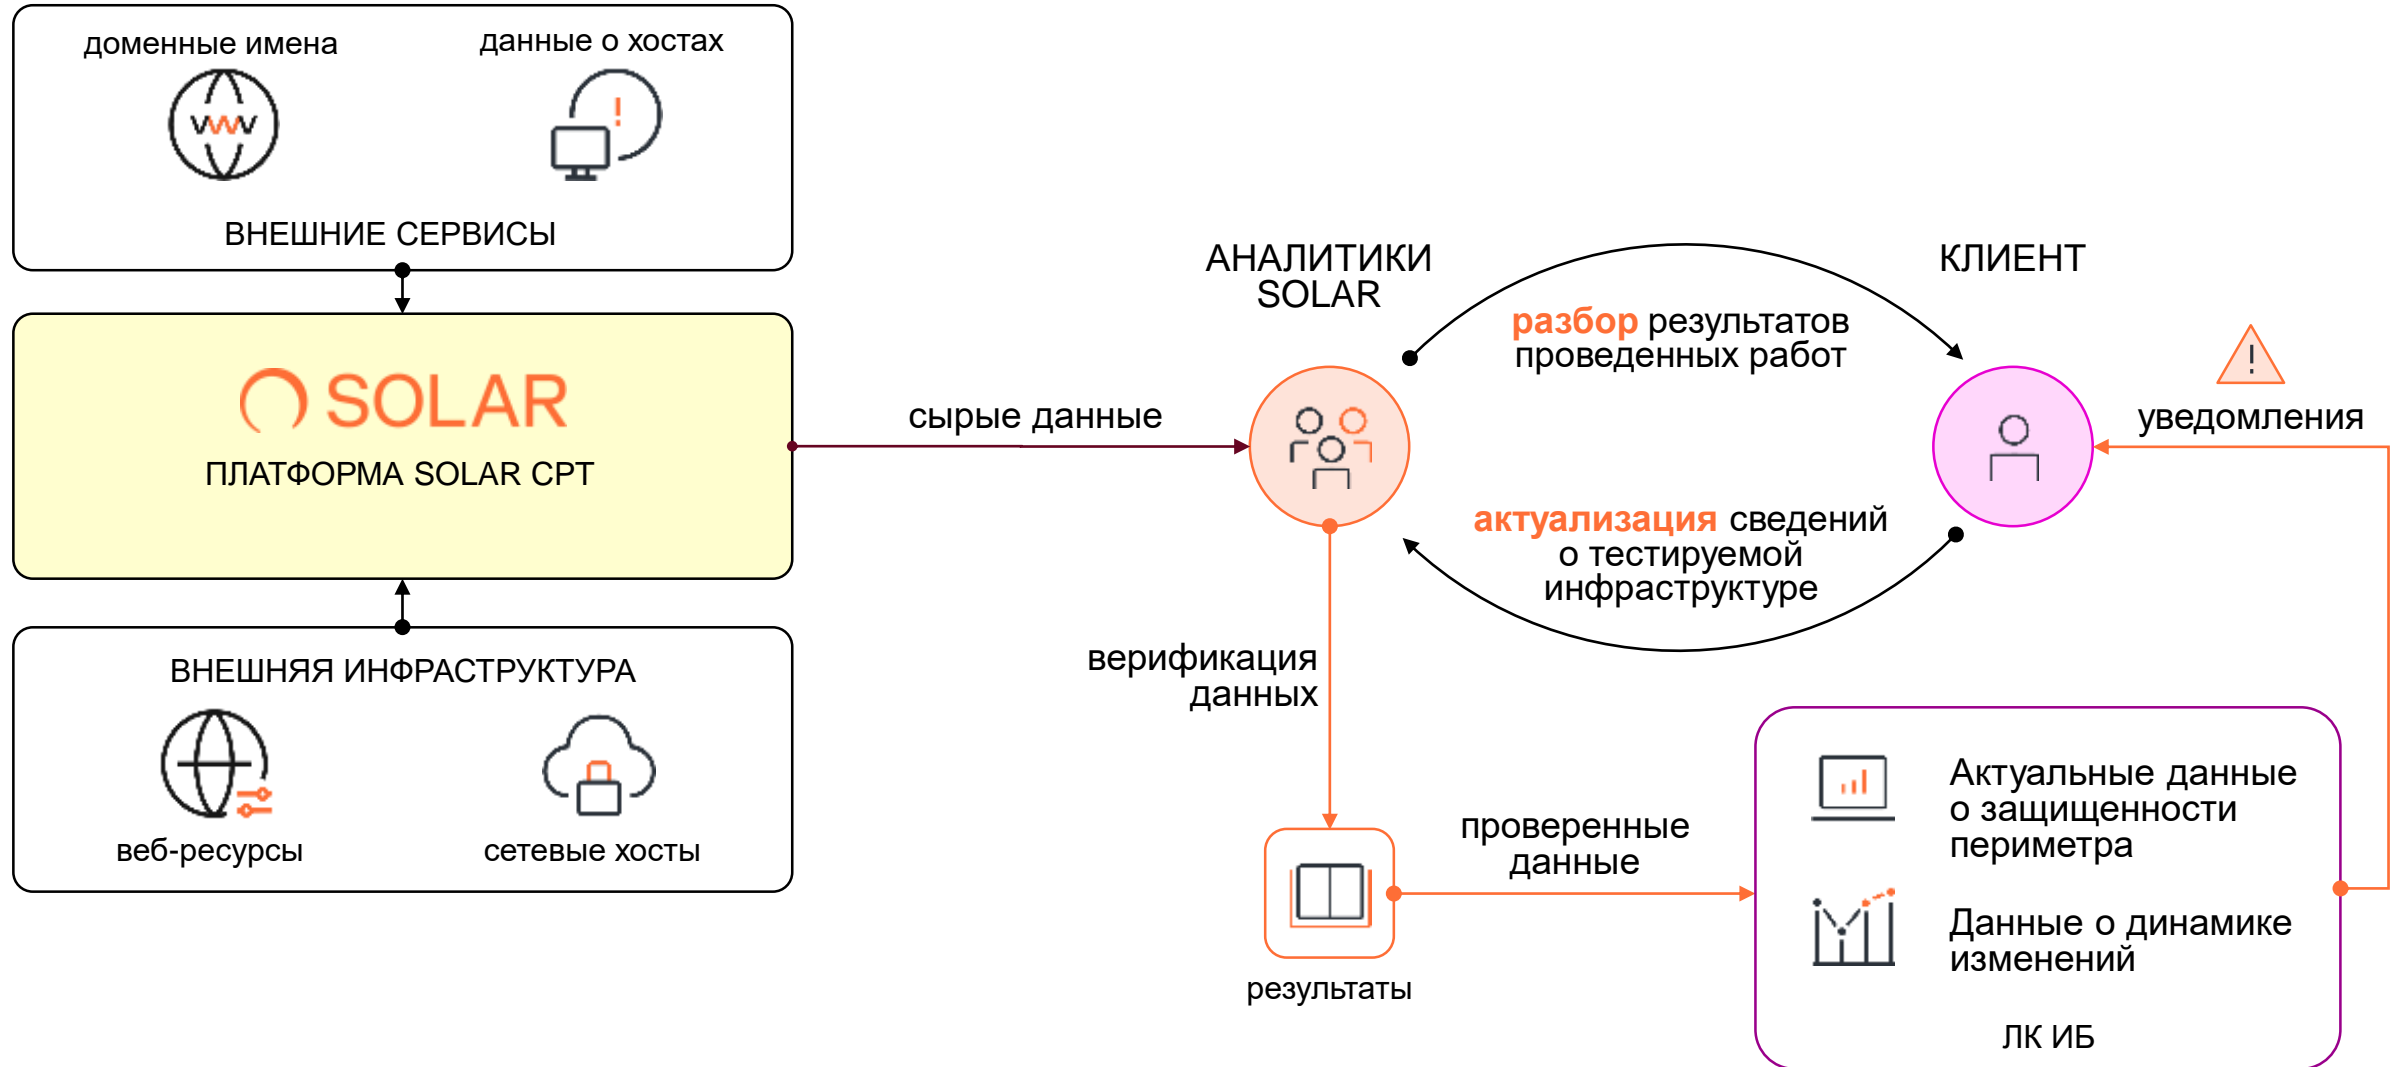 доменные имена
данные о хостах
ВНЕШНИЕ СЕРВИСЫ
SOLAR
ПЛАТФОРМА SOLAR CPT
ВНЕШНЯЯ ИНФРАСТРУКТУРА
веб-ресурсы
сетевые хосты
сырые данные
АНАЛИТИКИ
SOLAR
разбор результатов
проведенных работ
КЛИЕНТ
!
уведомления
актуализация сведений
о тестируемой
инфраструктуре
верификация
данных
результаты
проверенные
данные
Актуальные данные
о защищенности
периметра
Данные о динамике
изменений
ЛК ИБ